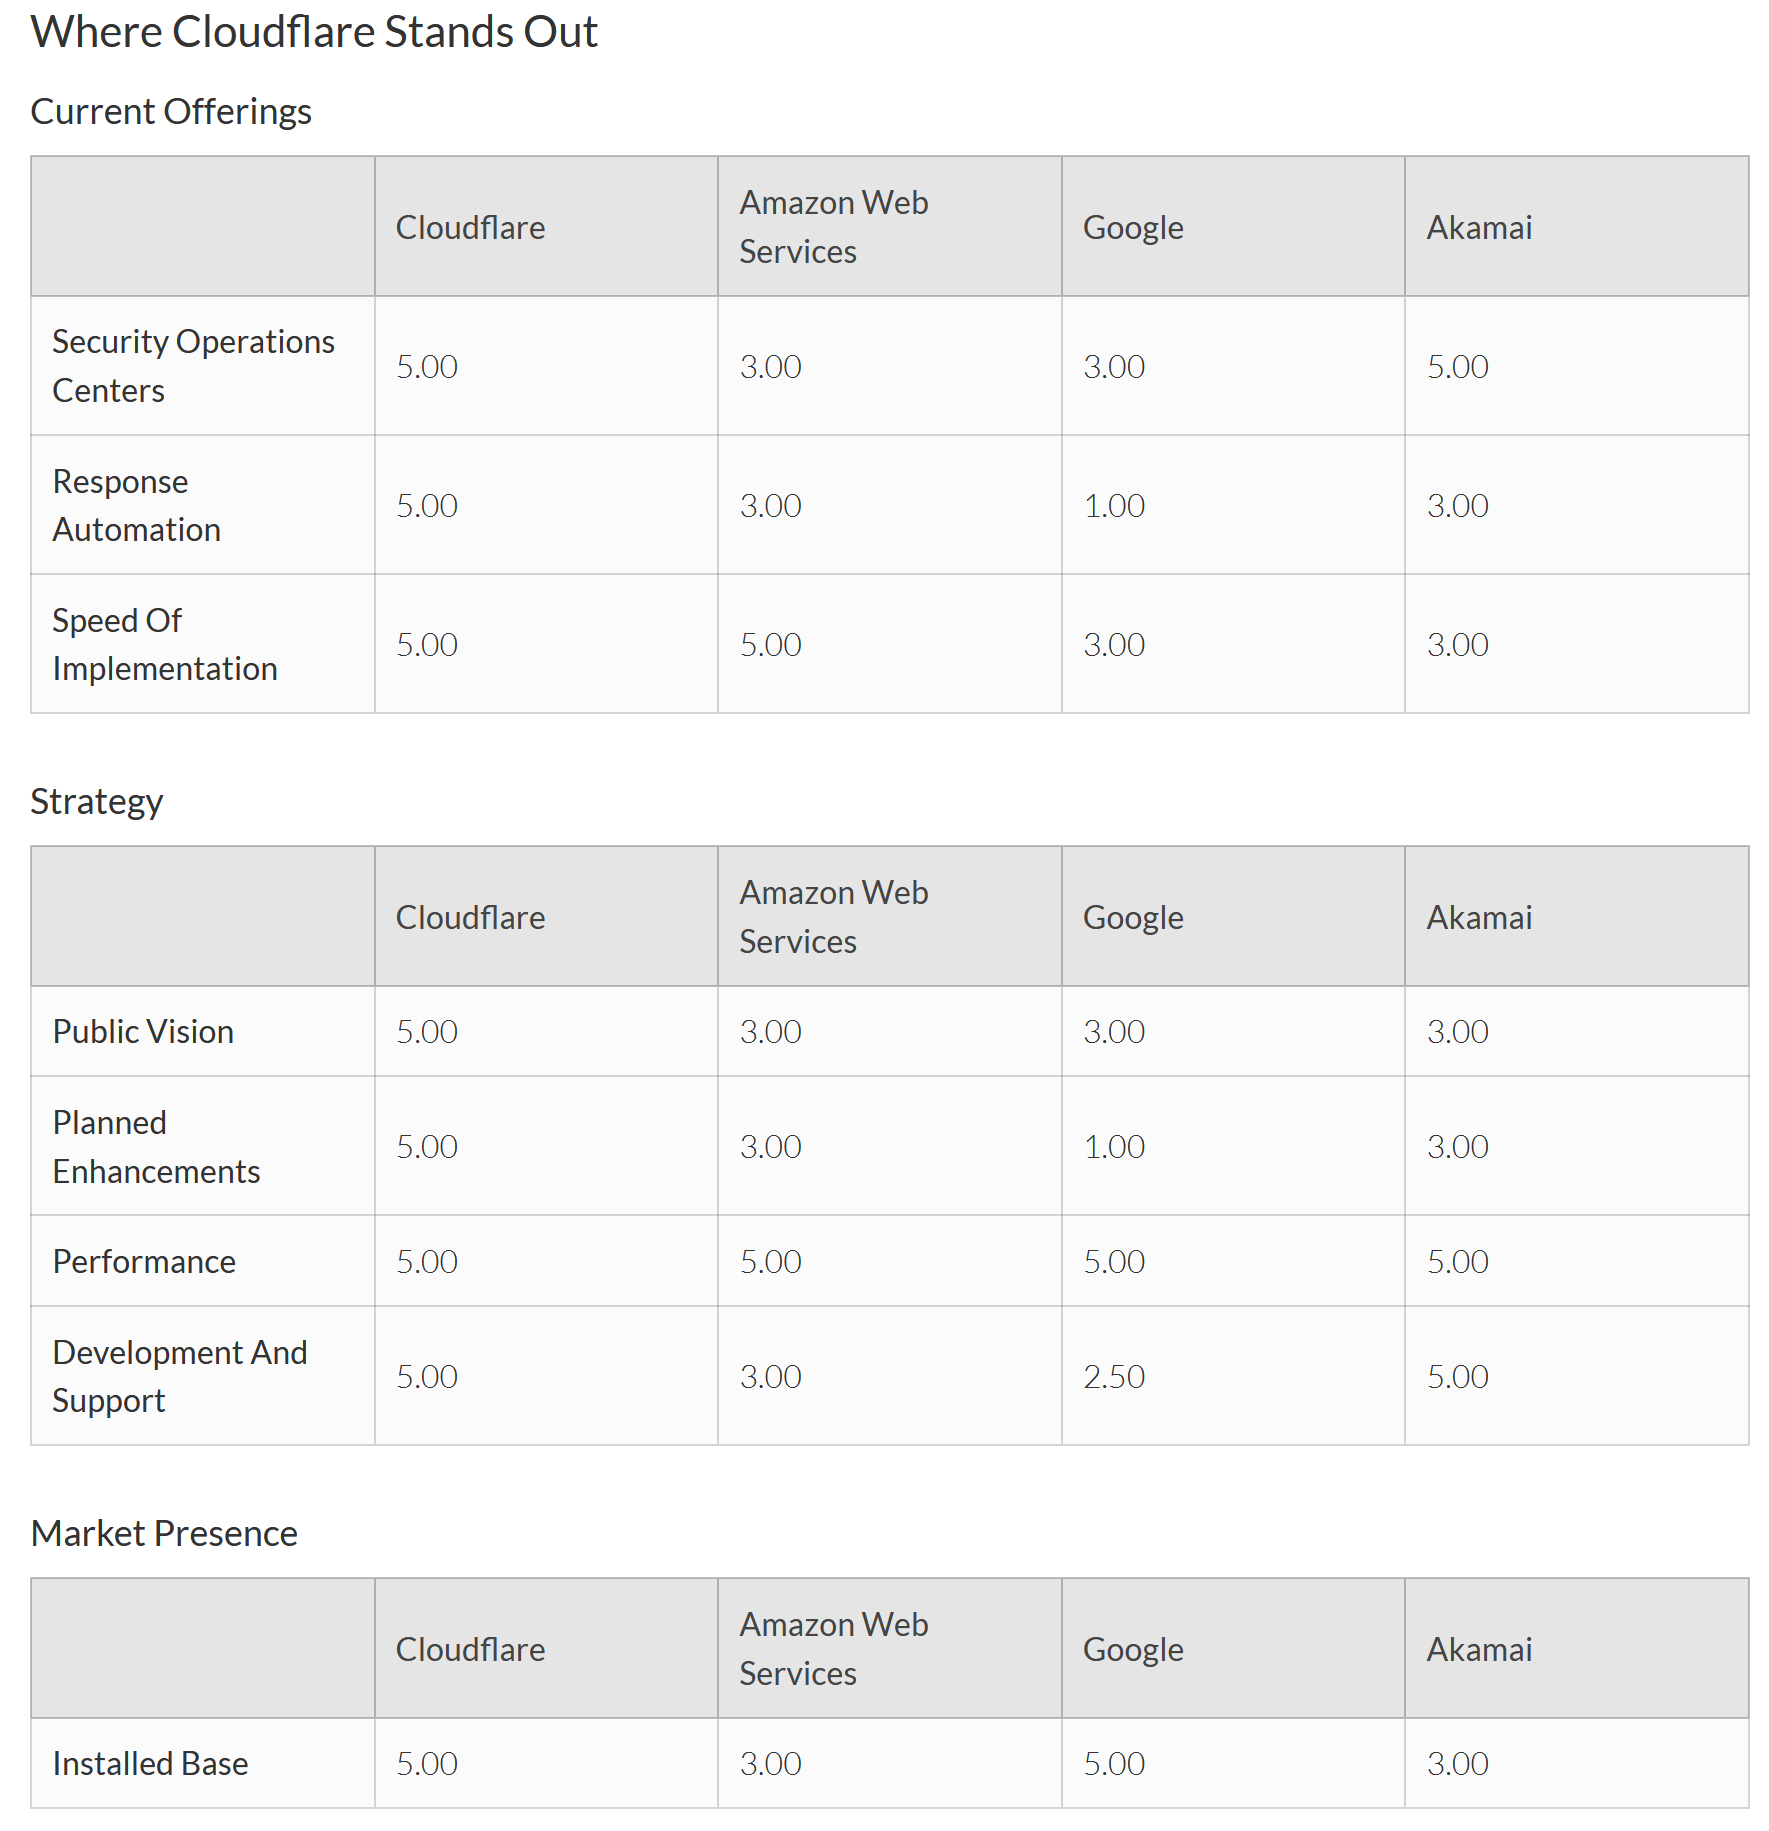 Where Cloudflare Stands Out
Current Offerings
Cloudflare
Amazon Web
Services
Google
Akamai
Security Operations
Centers
5.00
3.00
3.00
5.00
Response
Automation
5.00
3.00
1.00
3.00
Speed Of
Implementation
5.00
5.00
3.00
3.00
Strategy
Cloudflare
Amazon Web
Services
Google
Akamai
Public Vision
5.00
3.00
3.00
3.00
Planned
Enhancements
5.00
3.00
1.00
3.00
Performance
5.00
5.00
5.00
5.00
Development And
Support
5.00
3.00
2.50
5.00
Market Presence
Cloudflare
Amazon Web
Services
Google
Akamai
Installed Base
5.00
3.00
5.00
3.00